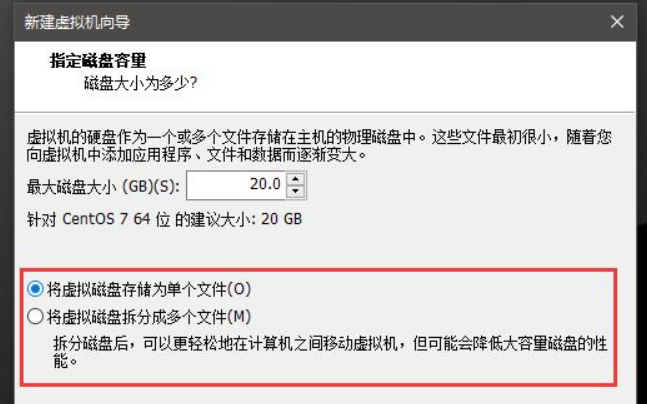 新建虚拟机向导
指定磁盘容量
磁盘大小为多少?
虚拟机的硬盘作为一个或多个文件存储在主机的物理磁盘中。这些文件最初很小，随着您
向虚拟机中添加应用程序、文件和数据而逐渐变大。
最大磁盘大小 (GB)(S): 20.0
针对 CentOS 7 64 位 的建议大小: 20 GB
将虚拟磁盘存储为单个文件(O)
将虚拟磁盘拆分成多个文件(M)
拆分磁盘后，可以更轻松地在计算机之间移动虚拟机，但可能会降低大容量磁盘的性
能。